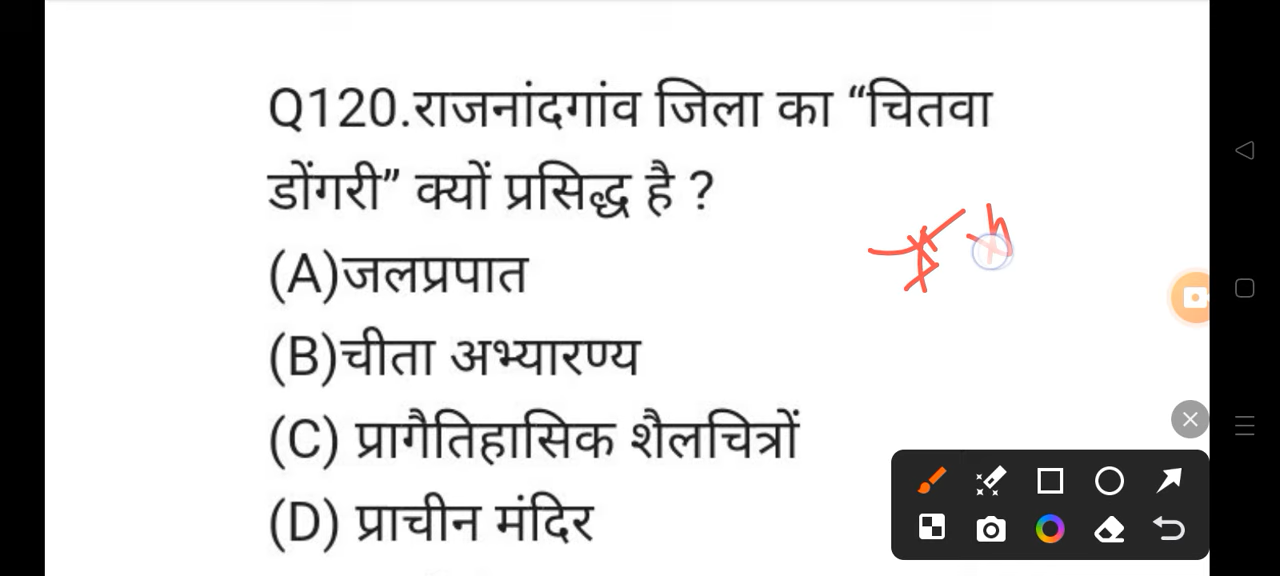 Q120.राजनांदगांव जिला का “चितवा
डोंगरी” क्यों प्रसिद्ध है ?
(A)जलप्रपात
(B)चीता अभ्यारण्य
(C) प्रागैतिहासिक शैलचित्रों
(D) प्राचीन मंदिर